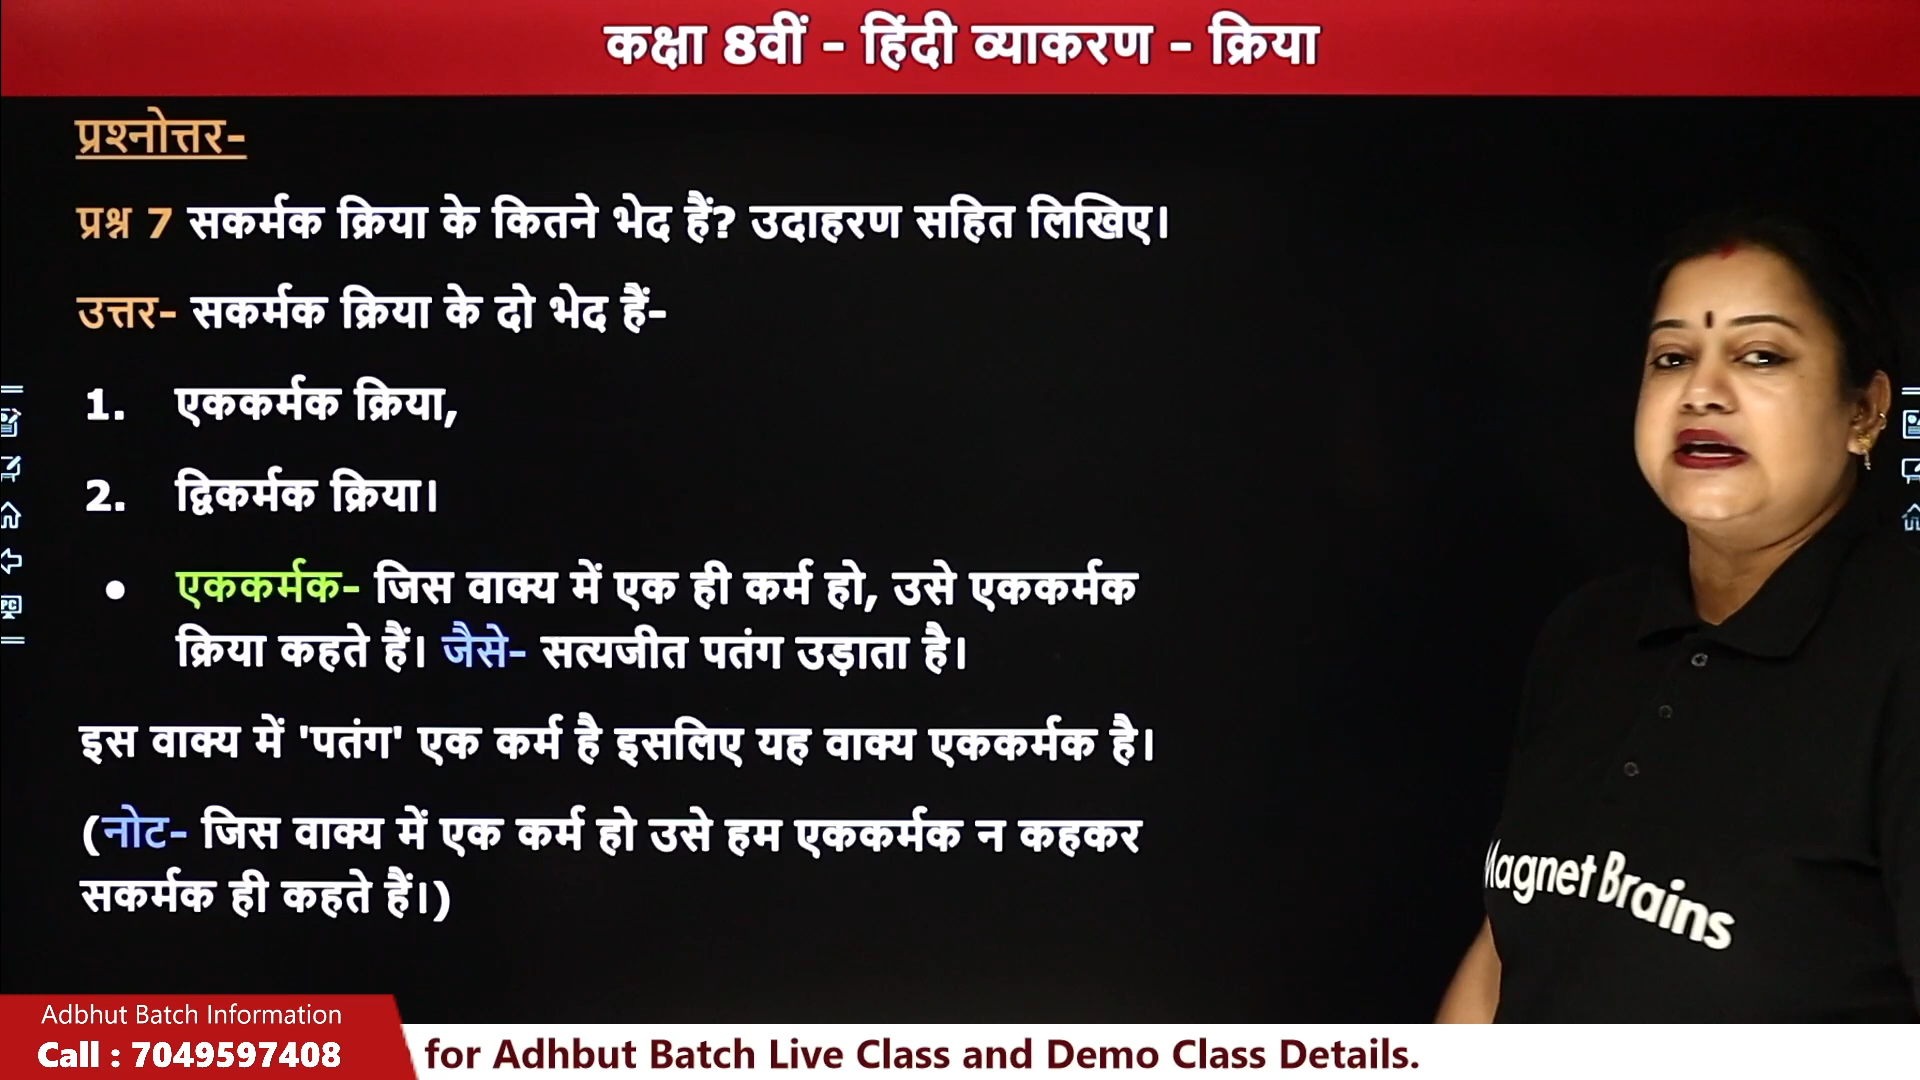 कक्षा 8वीं - हिंदी व्याकरण - क्रिया
प्रश्नोत्तर-
प्रश्न 7 सकर्मक क्रिया के कितने भेद हैं? उदाहरण सहित लिखिए।
उत्तर- सकर्मक क्रिया के दो भेद हैं-
1. एककर्मक क्रिया,
2. द्विकर्मक क्रिया।
• एककर्मक- जिस वाक्य में एक ही कर्म हो, उसे एककर्मक
क्रिया कहते हैं। जैसे- सत्यजीत पतंग उड़ाता है।
इस वाक्य में 'पतंग' एक कर्म है इसलिए यह वाक्य एककर्मक है।
(नोट- जिस वाक्य में एक कर्म हो उसे हम एककर्मक न कहकर
सकर्मक ही कहते हैं।)
Magnet Brains
Adbhut Batch Information
Call : 7049597408
for Adhbut Batch Live Class and Demo Class Details.